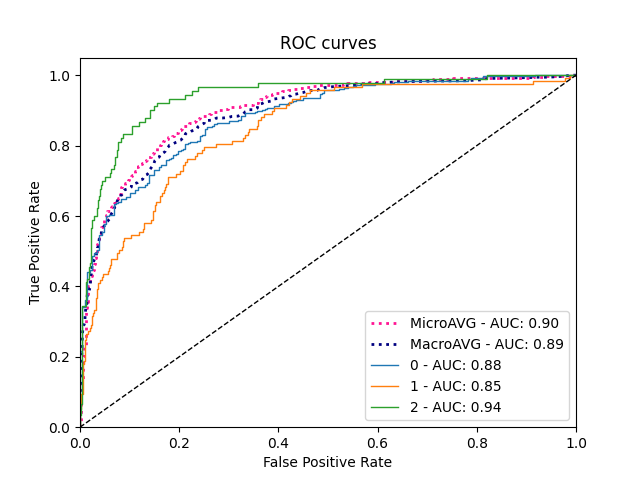 ROC curves
True Positive Rate
1.0
0.8
0.6
0.4
0.2
0.0
MicroAVG - AUC: 0.90
MacroAVG - AUC: 0.89
0 - AUC: 0.88
1 - AUC: 0.85
2 - AUC: 0.94
0.0 0.2 0.4 0.6 0.8 1.0
False Positive Rate